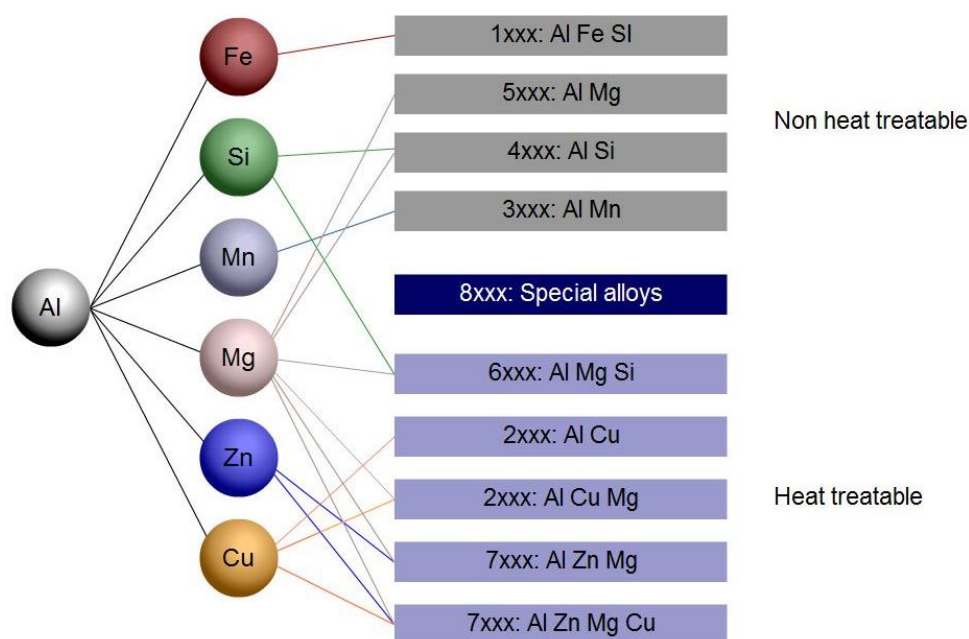 Al
Fe
Si
Mn
Mg
Zn
Cu
1xxx: Al Fe SI
5xxx: Al Mg
4xxx: Al Si
3xxx: Al Mn
8xxx: Special alloys
6xxx: Al Mg Si
2xxx: Al Cu
2xxx: Al Cu Mg
7xxx: Al Zn Mg
7xxx: Al Zn Mg Cu
Non heat treatable
Heat treatable